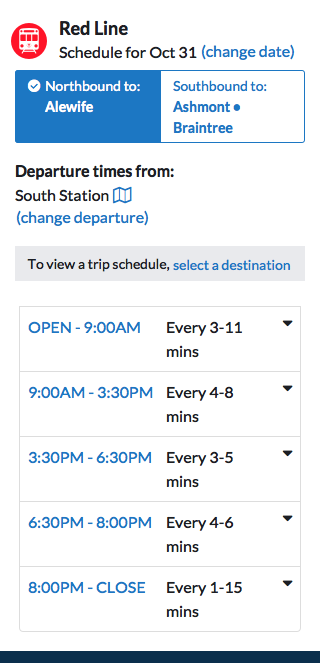 Red Line
Schedule for Oct 31 (change date)
Northbound to:
Alewife
Southbound to:
Ashmont •
Braintree
Departure times from:
South Station
(change departure)
To view a trip schedule, select a destination
OPEN - 9:00AM Every 3-11
mins
9:00AM - 3:30PM Every 4-8
mins
3:30PM - 6:30PM Every 3-5
mins
6:30PM - 8:00PM Every 4-6
mins
8:00PM - CLOSE Every 1-15
mins